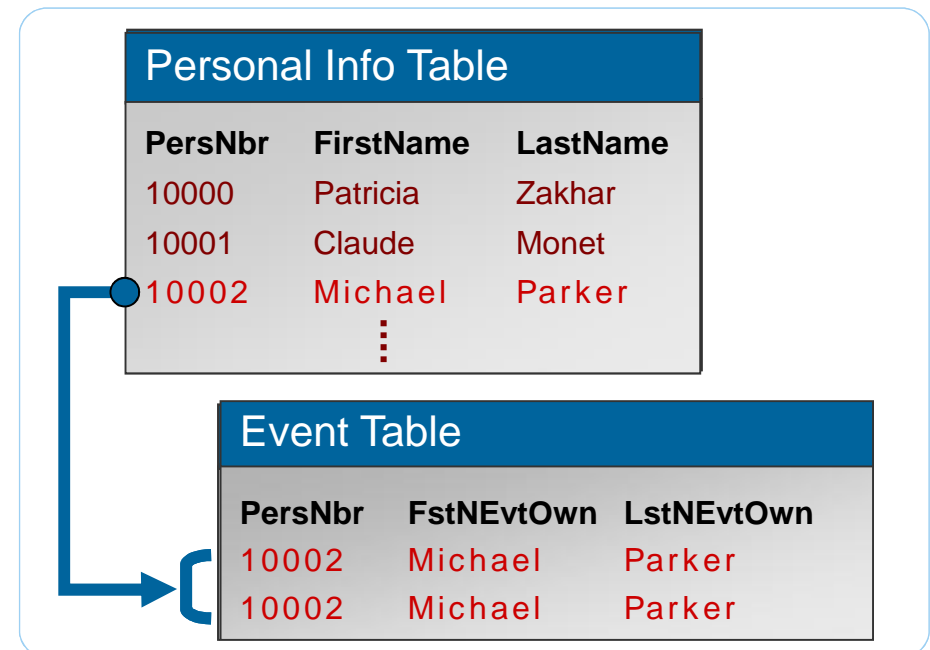 Personal Info Table
PersNbr FirstName LastName
10000 Patricia Zakhar
10001 Claude Monet
10002 Michael Parker
Event Table
PersNbr FstNEvtOwn LstNEvtOwn
10002 Michael Parker
10002 Michael Parker